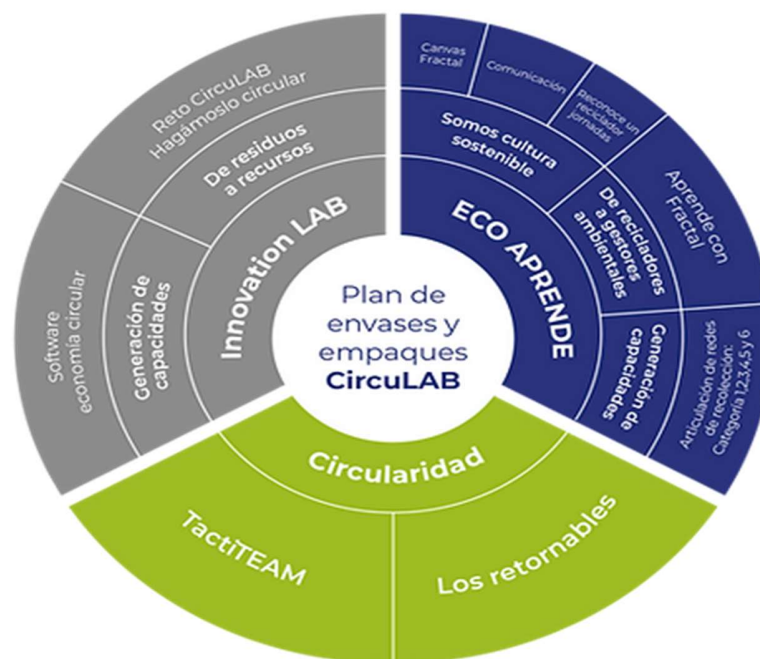 Reto CircuLAB
Hagámoslo circular
De residuos
a recursos
Innovation LAB
Software
economía circular
Generación de
capacidades
Canvas
Fractal
Comunicación
Reconoce un
reciclador
jornadas
Somos cultura
sostenible
ECO APRENDE
De recicladores
a gestores
ambientales
Aprende con
Fractal
Generación de
capacidades
Articulación de redes
de recolección:
Categoría 1,2,3,4,5 y 6
Plan de
envases y
empaques
CircuLAB
Circularidad
TactiTEAM
Los retornables